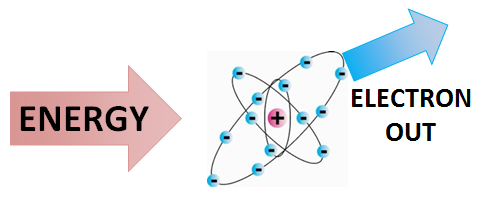 ENERGY
+
ELECTRON
OUT